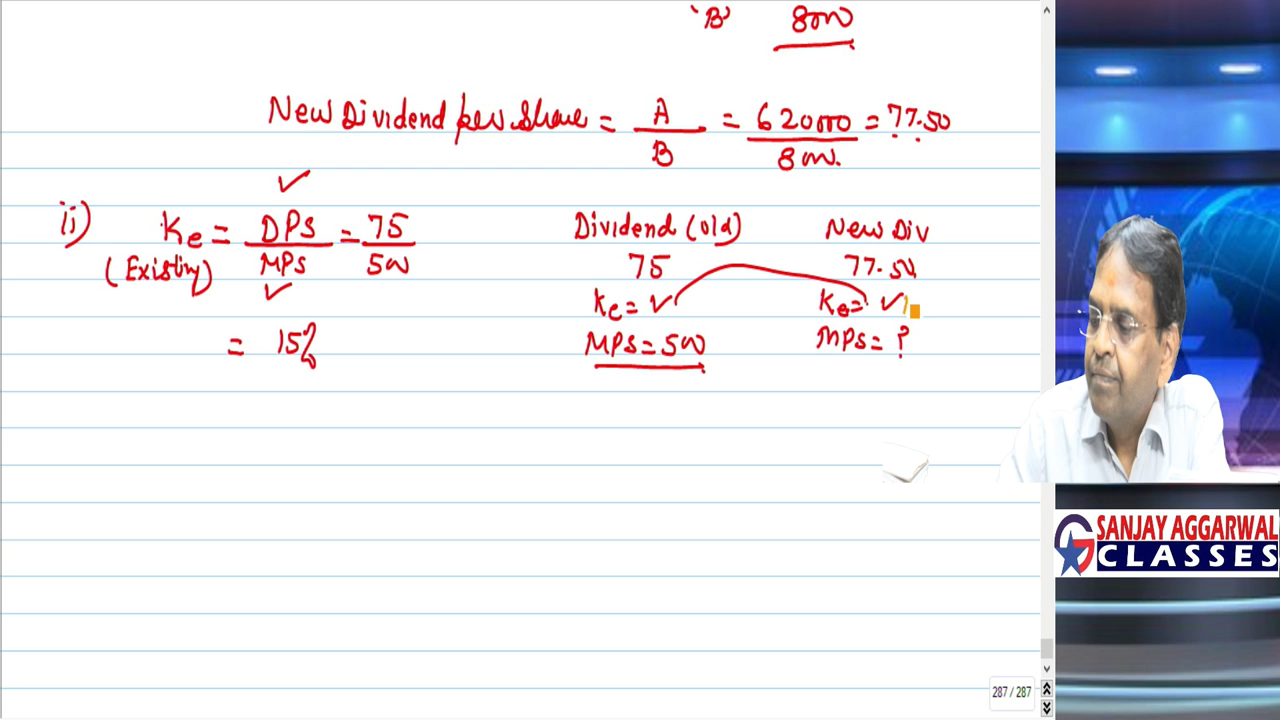 'B' 8000
New Dividend per share = A/B = 620000/8000. = 77.50
ii) Ke = DPS/MPS = 75/500
(Existing)
= 15%
Dividend (old) New Div
75 77.50
Ke = ✓ Ke = ✓
MPS = 500 MPS = ?
SANJAY AGGARWAL
CLASSES
287 / 287